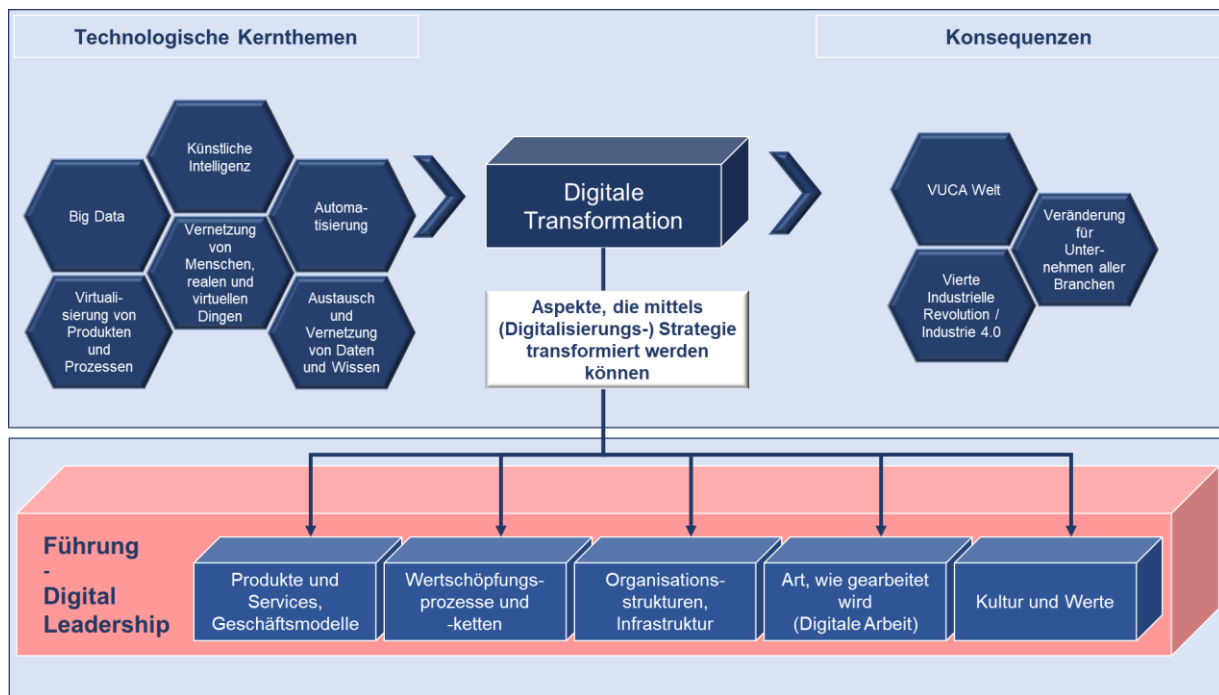 Technologische Kernthemen
Konsequenzen
Künstliche
Intelligenz
Big Data
Automa-
tisierung
Vernetzung
von
Menschen,
realen und
virtuellen
Dingen
Virtuali-
sierung von
Produkten
und
Prozessen
Austausch
und
Vernetzung
von Daten
und Wissen
Digitale
Transformation
Aspekte, die mittels
(Digitalisierungs-) Strategie
transformiert werden
können
VUCA Welt
Veränderung
für
Unter-
nehmen aller
Branchen
Vierte
Industrielle
Revolution /
Industrie 4.0
Führung
-
Digital
Leadership
Produkte und
Services,
Geschäftsmodelle
Wertschöpfungs-
prozesse und
-ketten
Organisations-
strukturen,
Infrastruktur
Art, wie gearbeitet
wird
(Digitale Arbeit)
Kultur und Werte